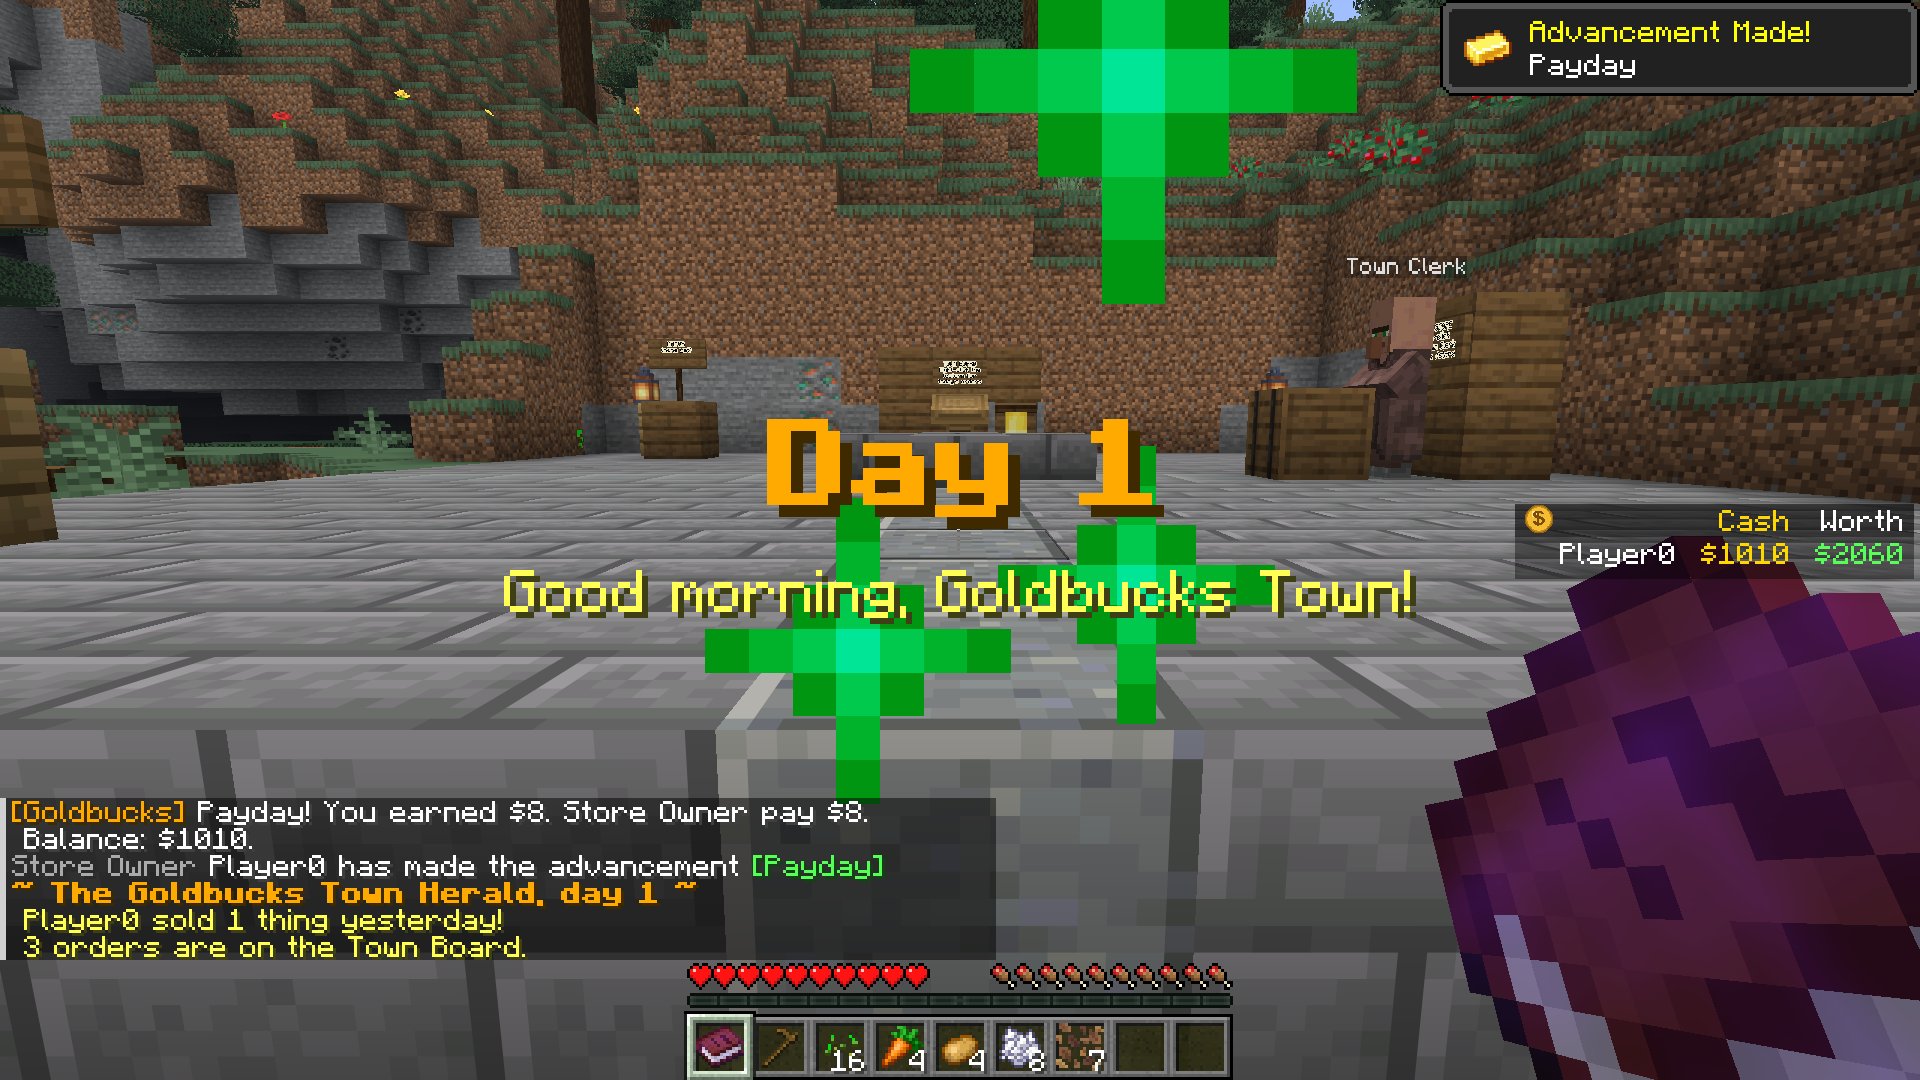 Advancement Made!
Payday
Town Clerk
Day 1
Cash Worth
Player0 $1010 $2060
Good morning, Goldbucks Town!
[Goldbucks] Payday! You earned $8. Store Owner pay $8.
Balance: $1010.
Store Owner Player0 has made the advancement [Payday]
~ The Goldbucks Town Herald, day 1 ~
Player0 sold 1 thing yesterday!
3 orders are on the Town Board.
16 4 4 8 7